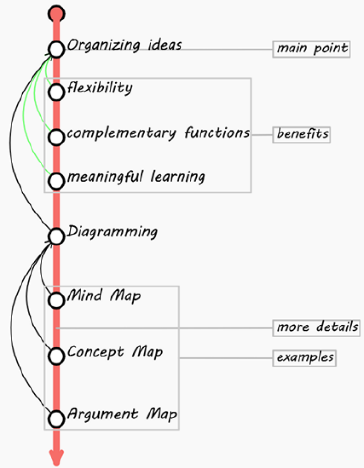 Organizing ideas
main point
flexibility
complementary functions
benefits
meaningful learning
Diagramming
Mind Map
more details
Concept Map
examples
Argument Map